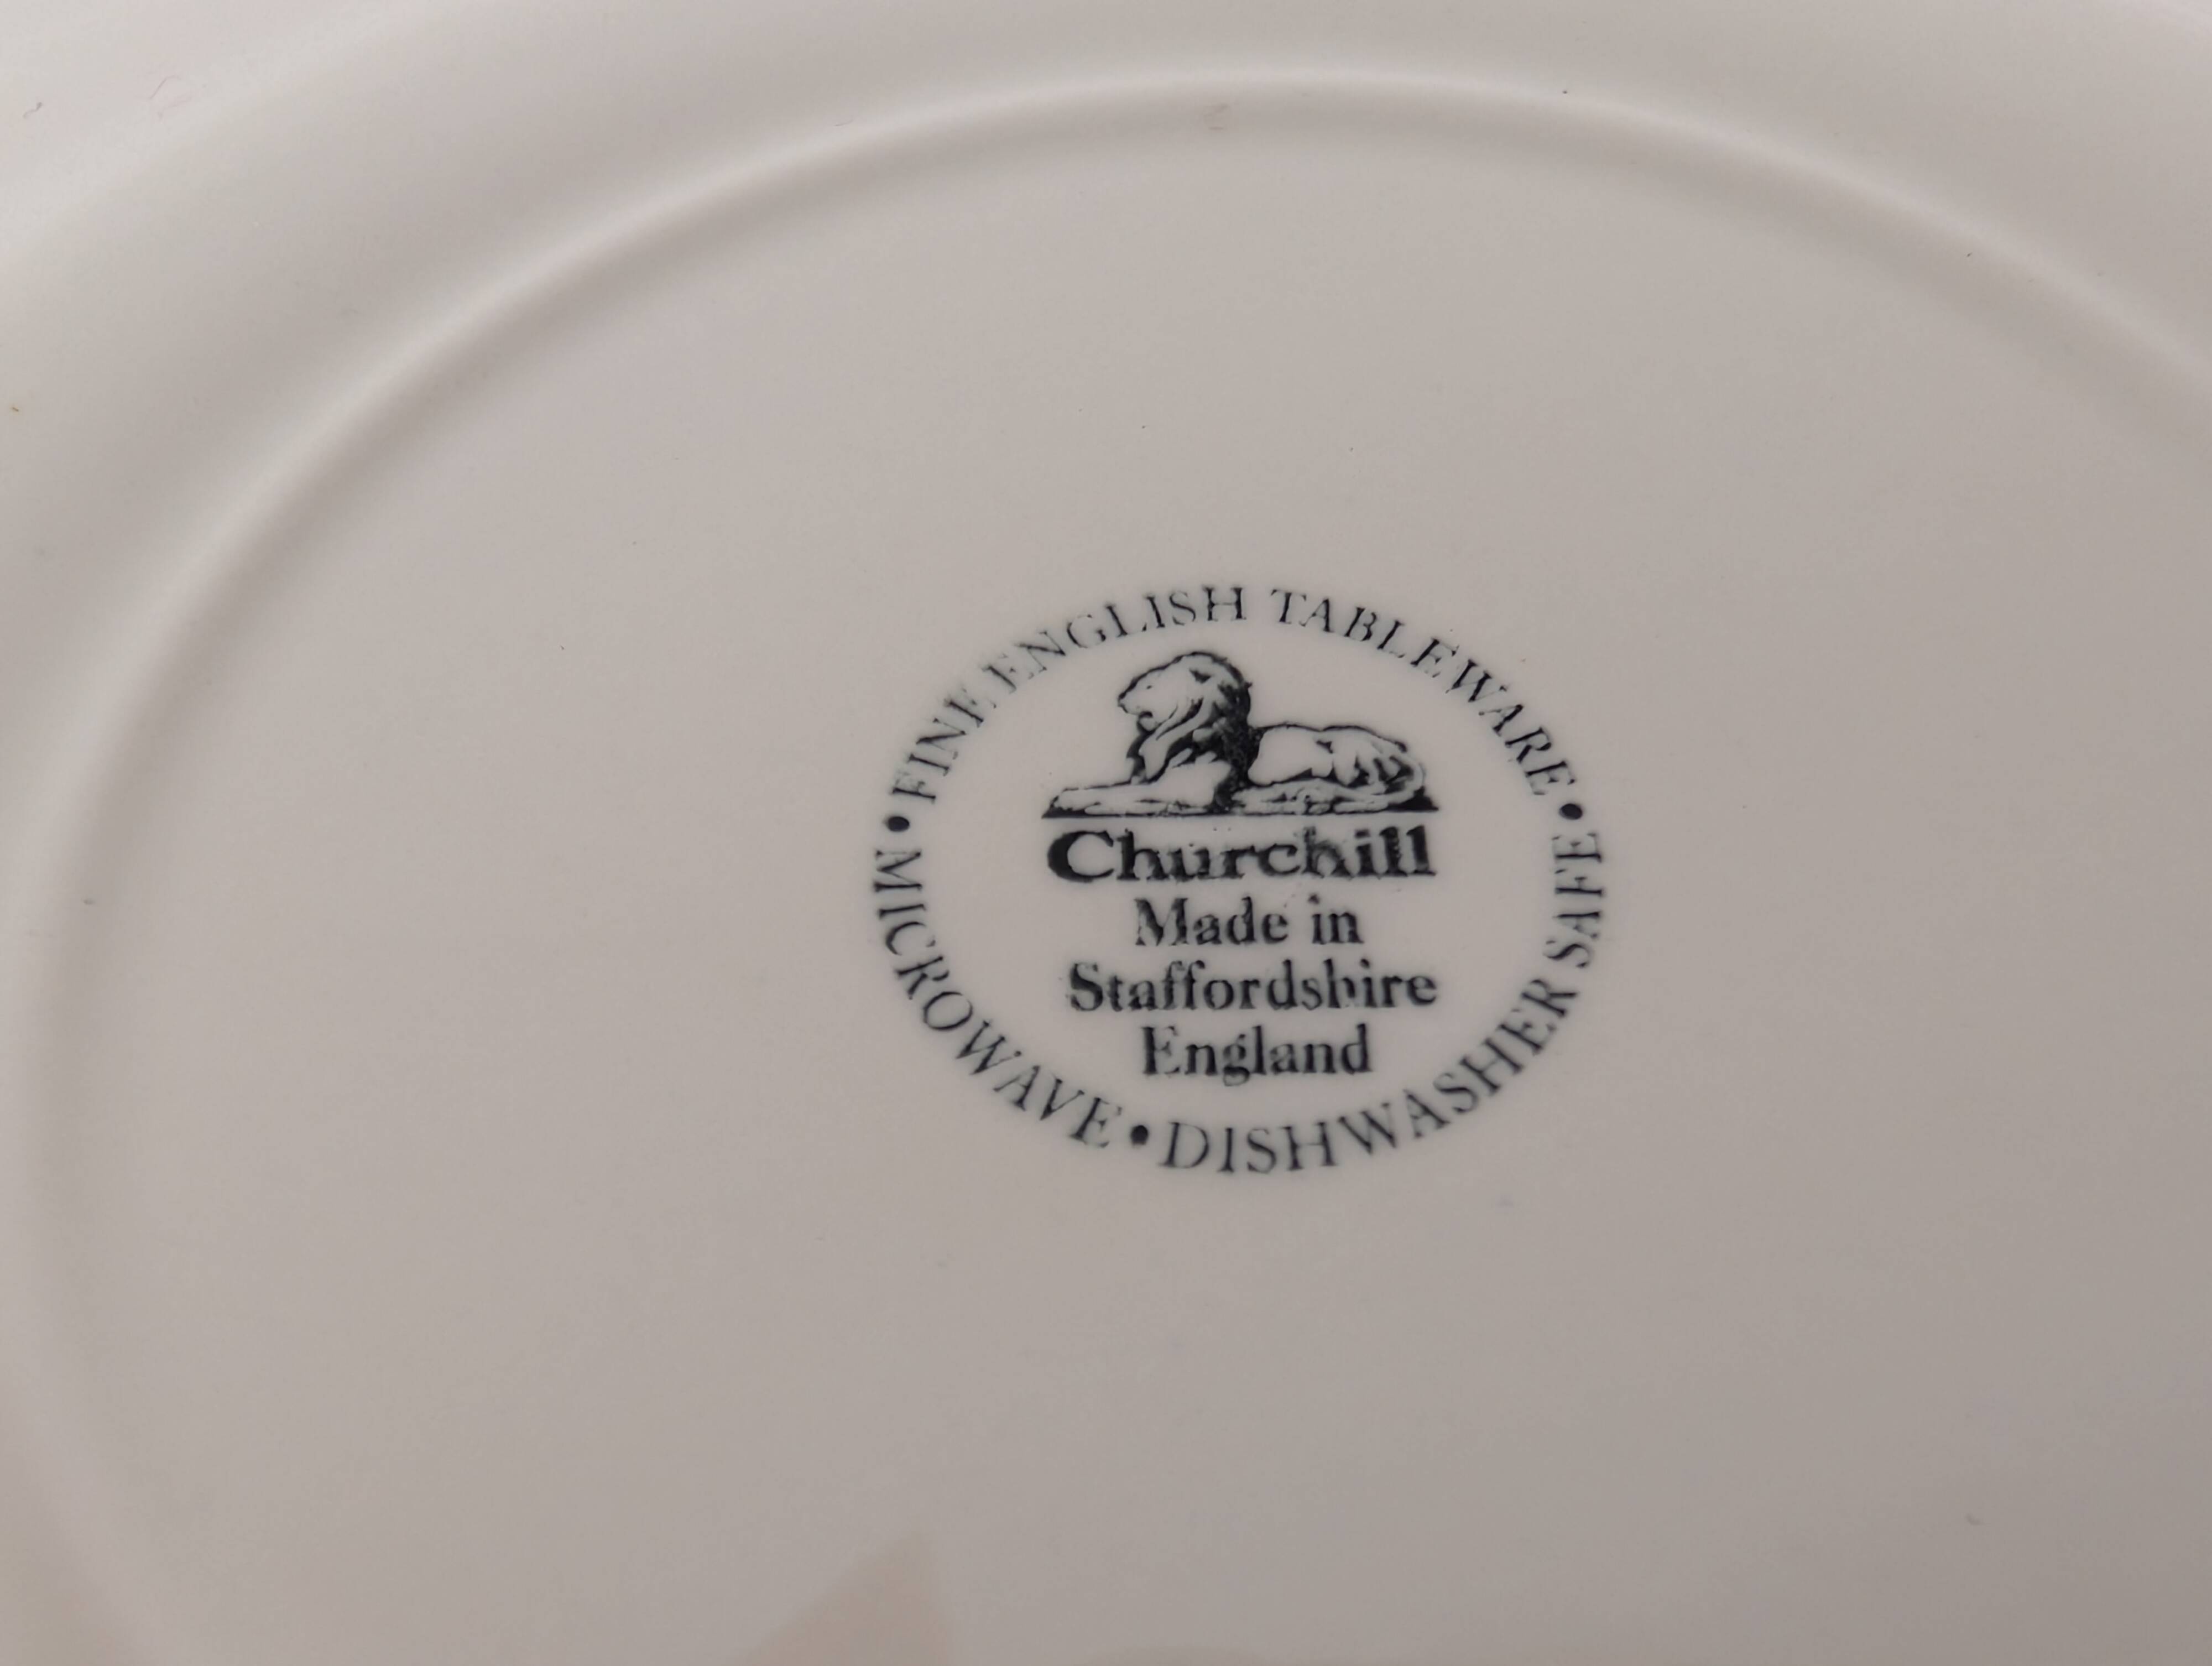 • FINE ENGLISH TABLEWARE •
Churchill
Made in
Staffordshire
England
MICROWAVE • DISHWASHER SAFE